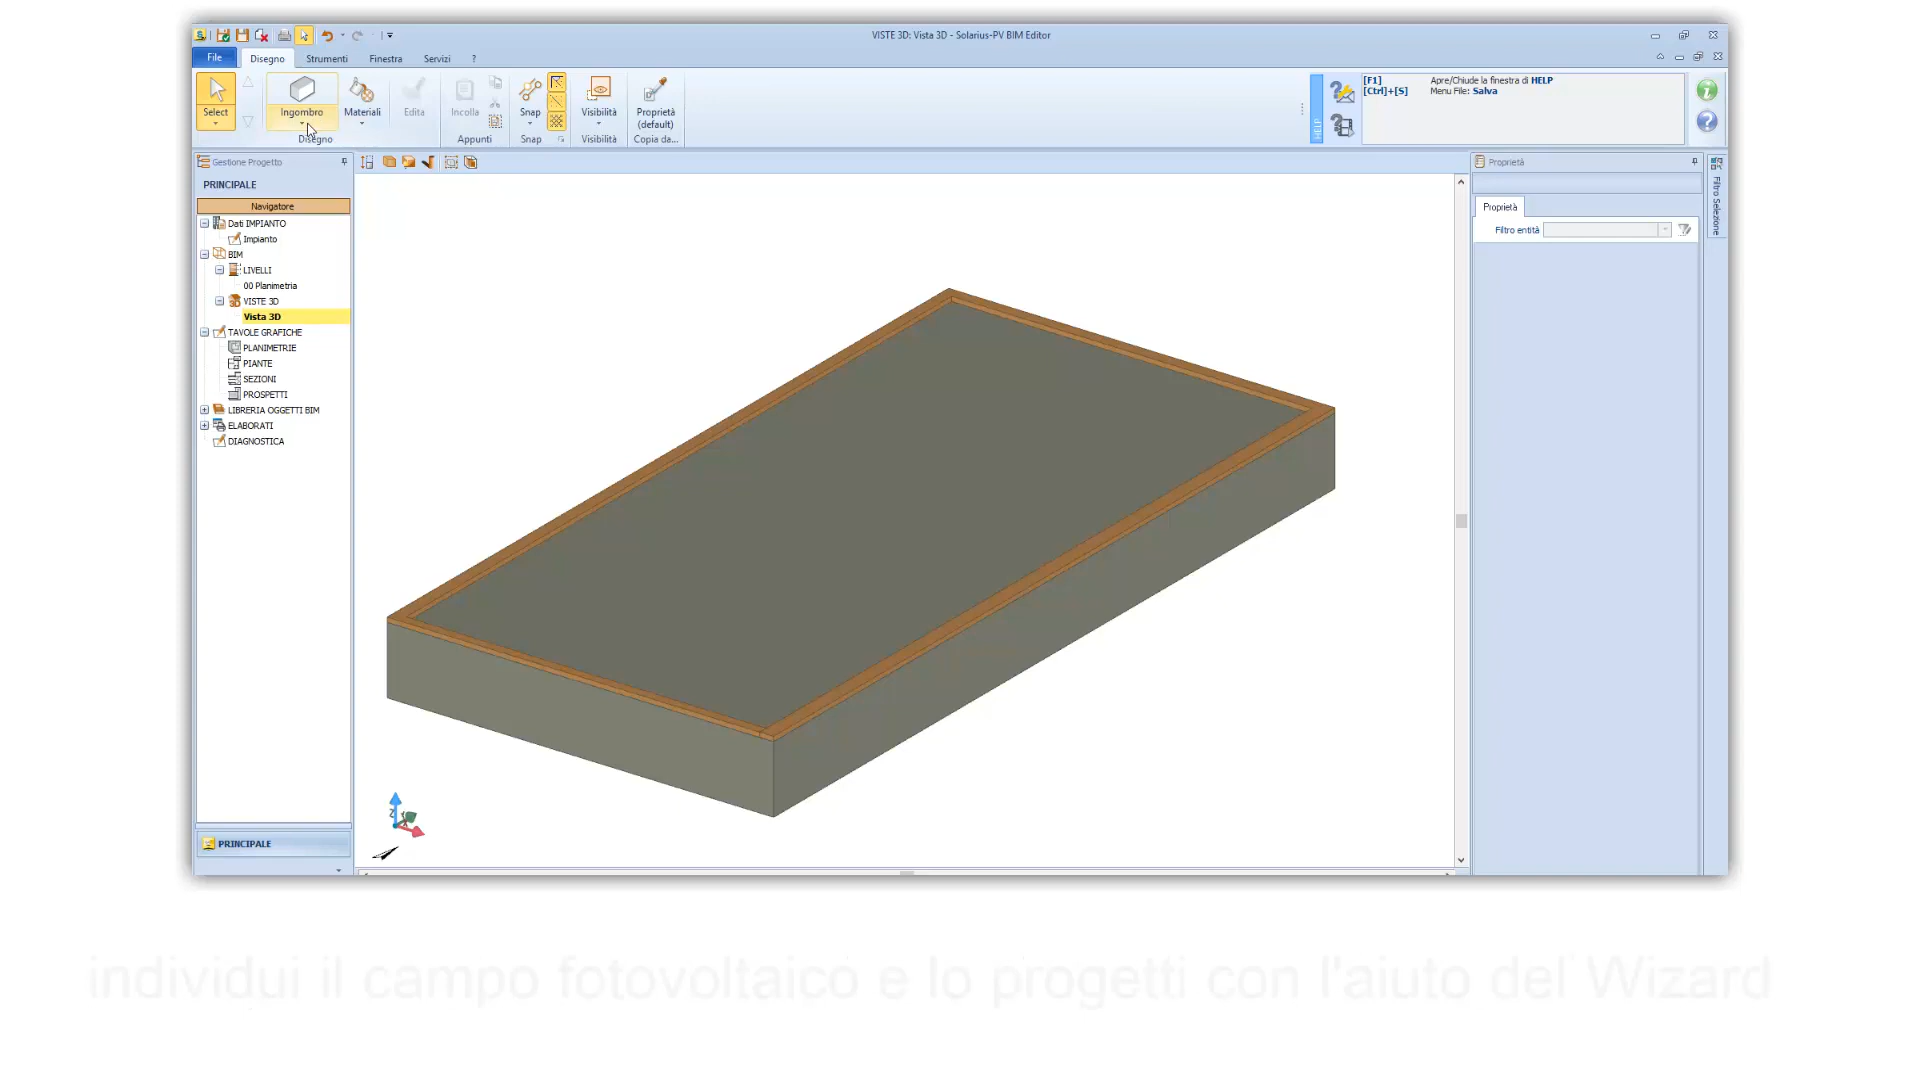 VISTE 3D: Vista 3D - Solarius-PV BIM Editor
File Disegno Strumenti Finestra Servizi ?
Select
Ingombro
Materiali
Edita
Disegno
Incolla
Appunti
Snap
Snap
Visibilità
Visibilità
Proprietà
(default)
Copia da...
HELP
[F1] Apre/Chiude la finestra di HELP
[Ctrl]+[S] Menu File: Salva
Gestione Progetto
PRINCIPALE
Navigatore
Dati IMPIANTO
Impianto
BIM
LIVELLI
00 Planimetria
VISTE 3D
Vista 3D
TAVOLE GRAFICHE
PLANIMETRIE
PIANTE
SEZIONI
PROSPETTI
LIBRERIA OGGETTI BIM
ELABORATI
DIAGNOSTICA
PRINCIPALE
Proprietà
Proprietà
Filtro entità
Filtro Selezione
individui il campo fotovoltaico e lo progetti con l'aiuto del Wizard